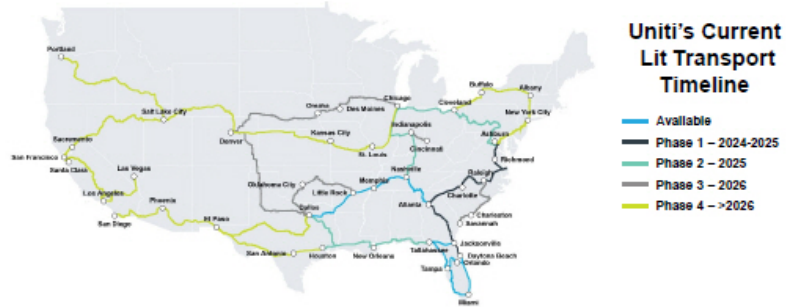 Uniti's Current
Lit Transport
Timeline
Available
Phase 1 – 2024-2025
Phase 2 – 2025
Phase 3 – 2026
Phase 4 – >2026
Portland
Salt Lake City
Sacramento
San Francisco
Santa Clara
Las Vegas
Los Angeles
San Diego
Phoenix
El Paso
Denver
Omaha
Des Moines
Chicago
Kansas City
St. Louis
Indianapolis
Cincinnati
Cleveland
Buffalo
Albany
New York City
Ashburn
Richmond
Raleigh
Charlotte
Nashville
Memphis
Little Rock
Oklahoma City
Dallas
Atlanta
Charleston
Savannah
San Antonio
Houston
New Orleans
Tallahassee
Jacksonville
Daytona Beach
Orlando
Tampa
Miami